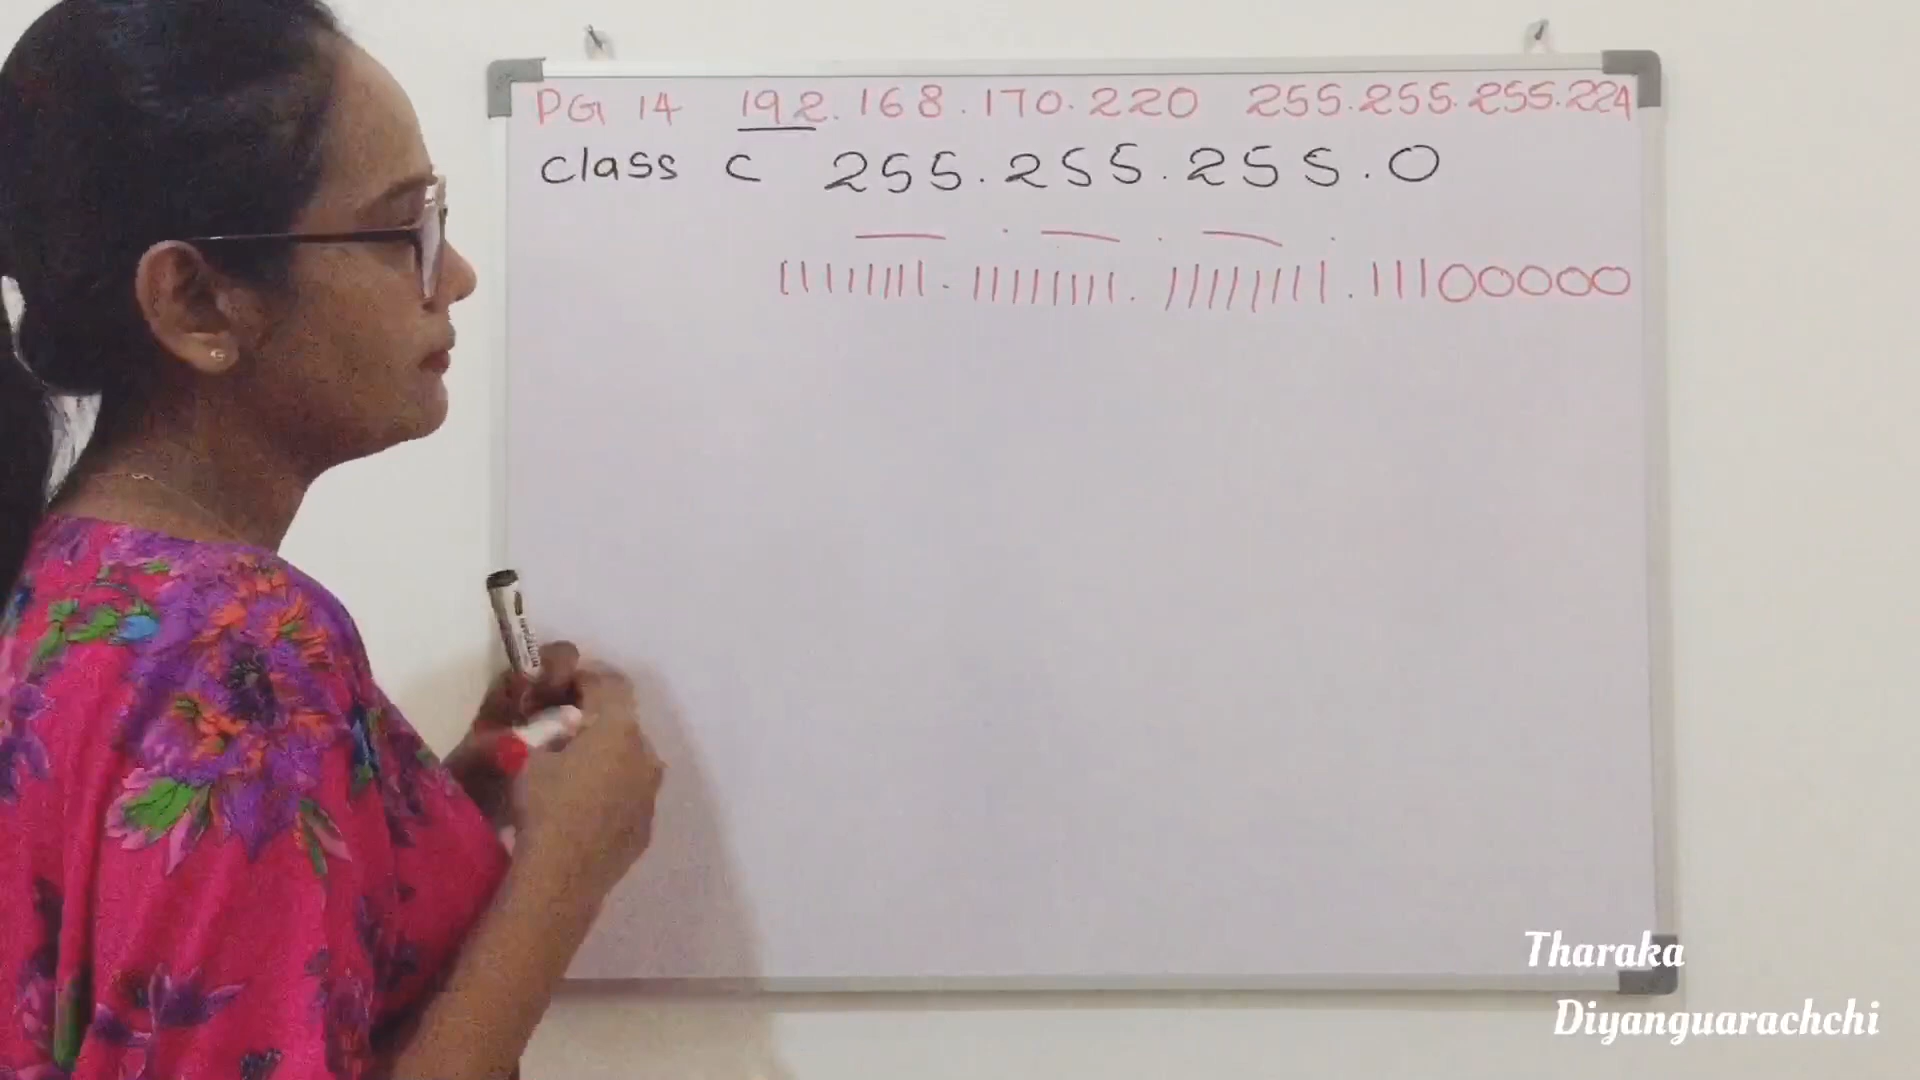 PG 14 192.168.170.220 255.255.255.224
class c 255.255.255.0
11111111.11111111.11111111.11100000
Tharaka
Diyanguarachchi